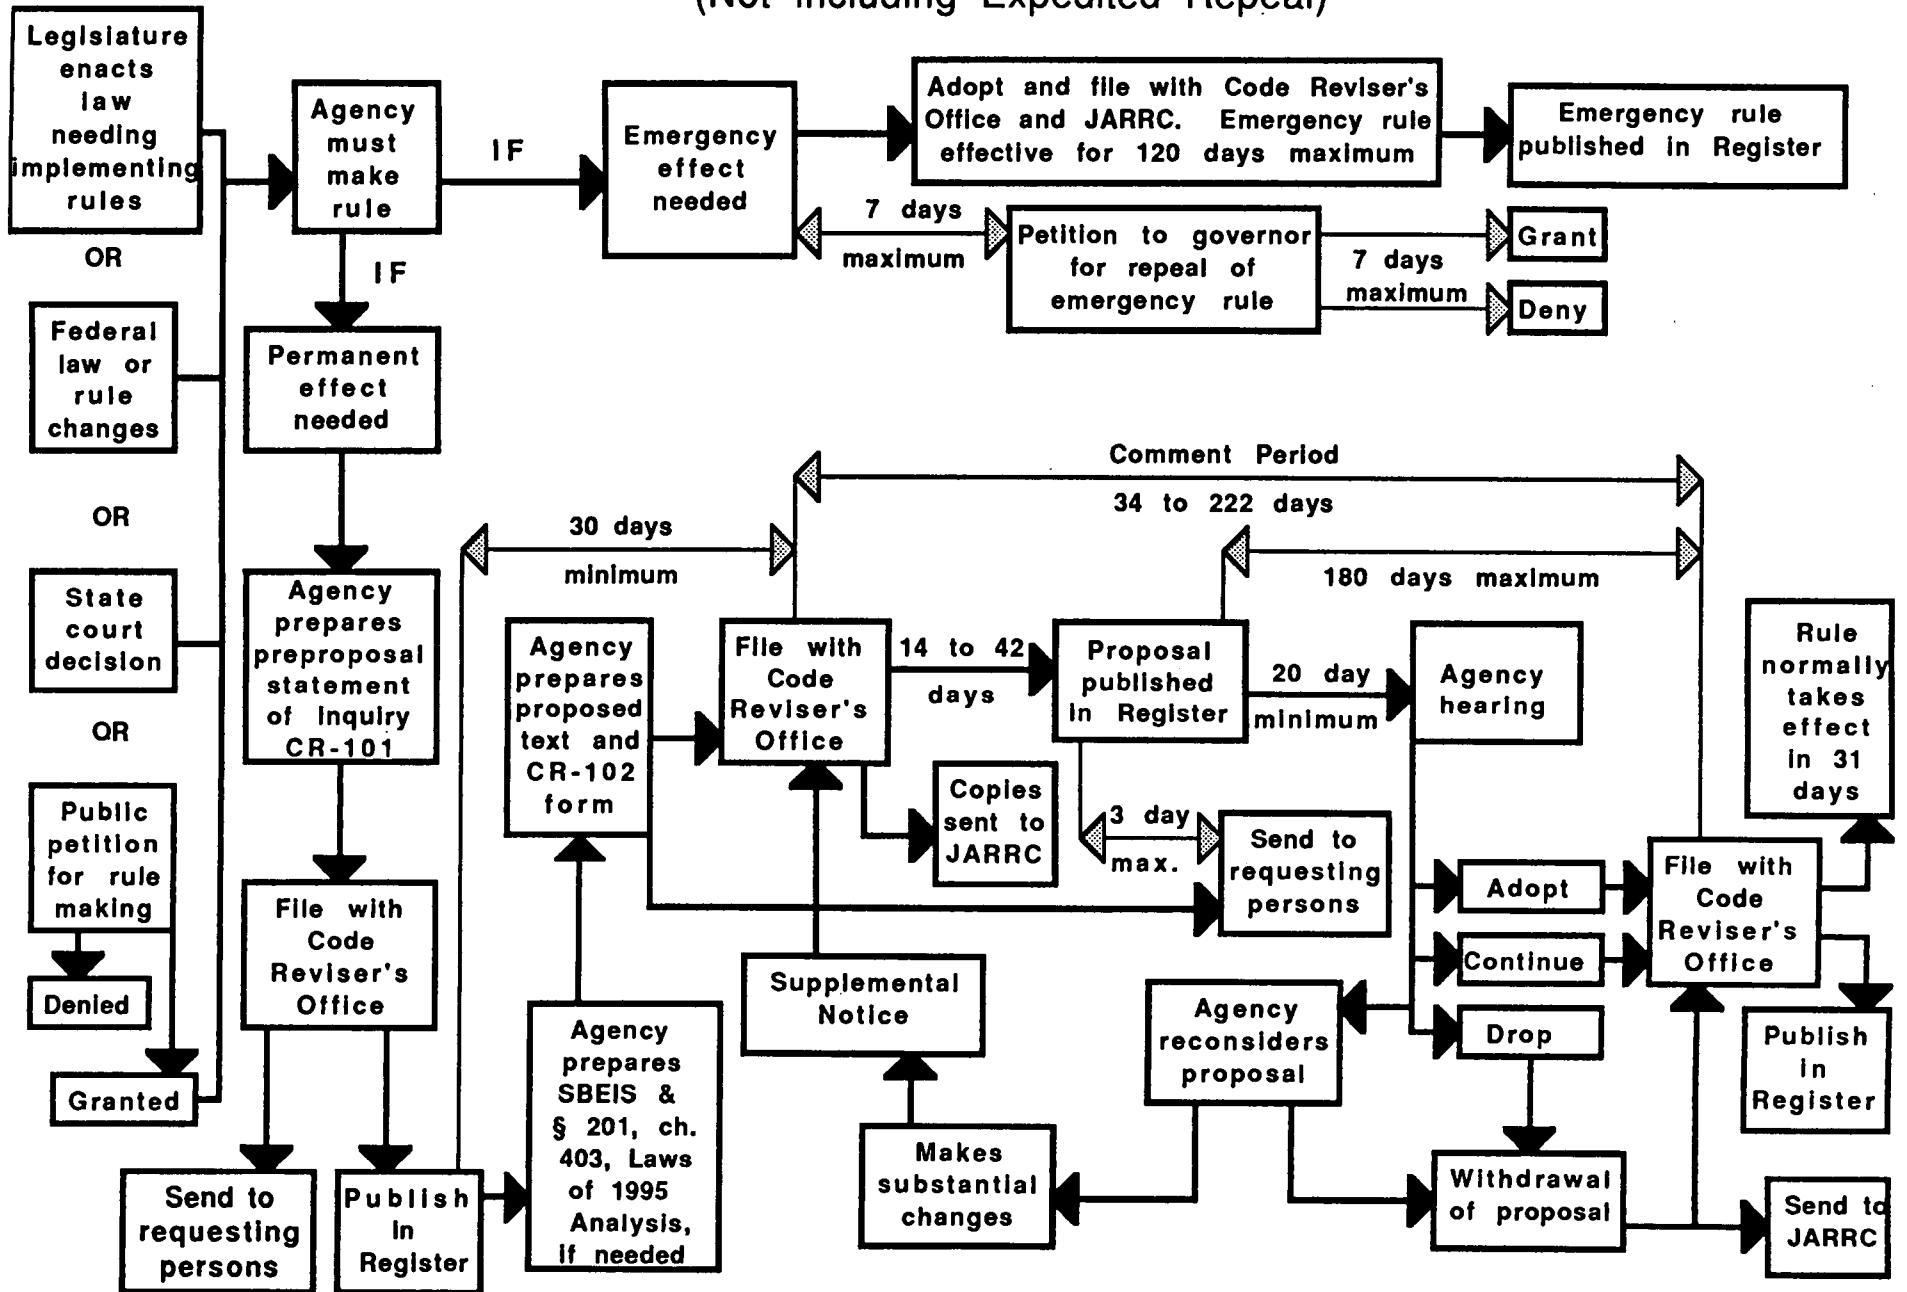 (Not Including Expedited Repeal)
Legislature
enacts
law
needing
implementing
rules
OR
Federal
law or
rule
changes
OR
State
court
decision
OR
Public
petition
for rule
making
Denied
Granted
Agency
must
make
rule
IF
IF
Permanent
effect
needed
Agency
prepares
preproposal
statement
of Inquiry
CR-101
File with
Code
Reviser's
Office
Send to
requesting
persons
Publish
In
Register
Emergency
effect
needed
Adopt and file with Code Reviser's
Office and JARRC. Emergency rule
effective for 120 days maximum
Emergency rule
published in Register
7 days
maximum
Petition to governor
for repeal of
emergency rule
7 days
maximum
Grant
Deny
Comment Period
34 to 222 days
30 days
minimum
180 days maximum
Agency
prepares
SBEIS &
§ 201, ch.
403, Laws
of 1995
Analysis,
if needed
Agency
prepares
proposed
text and
CR-102
form
File with
Code
Reviser's
Office
14 to 42
days
Copies
sent to
JARRC
Proposal
published
in Register
20 day
minimum
3 day
max.
Send to
requesting
persons
Agency
hearing
Adopt
Continue
Drop
Agency
reconsiders
proposal
Makes
substantial
changes
Supplemental
Notice
Withdrawal
of proposal
Send to
JARRC
File with
Code
Reviser's
Office
Rule
normally
takes
effect
in 31
days
Publish
in
Register